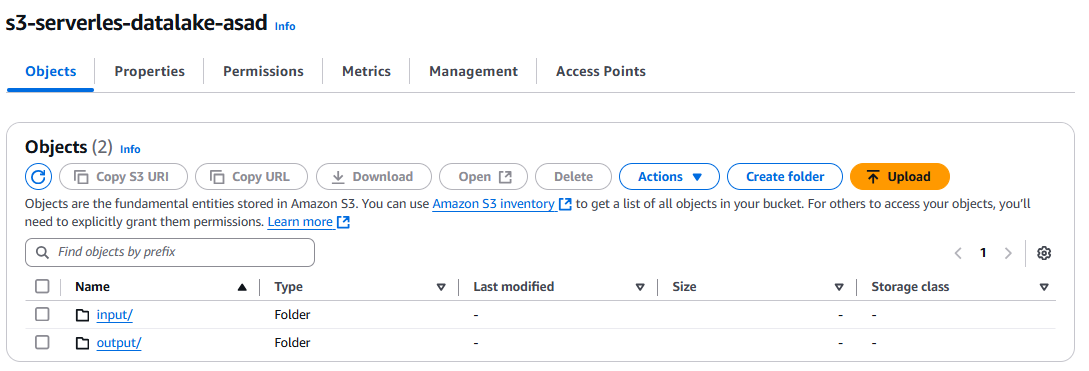 s3-serverles-datalake-asad Info
Objects Properties Permissions Metrics Management Access Points
Objects (2) Info
Copy S3 URI Copy URL Download Open Delete Actions Create folder Upload
Objects are the fundamental entities stored in Amazon S3. You can use Amazon S3 inventory to get a list of all objects in your bucket. For others to access your objects, you'll
need to explicitly grant them permissions. Learn more
Find objects by prefix 1
Name Type Last modified Size Storage class
input/ Folder - - -
output/ Folder - - -